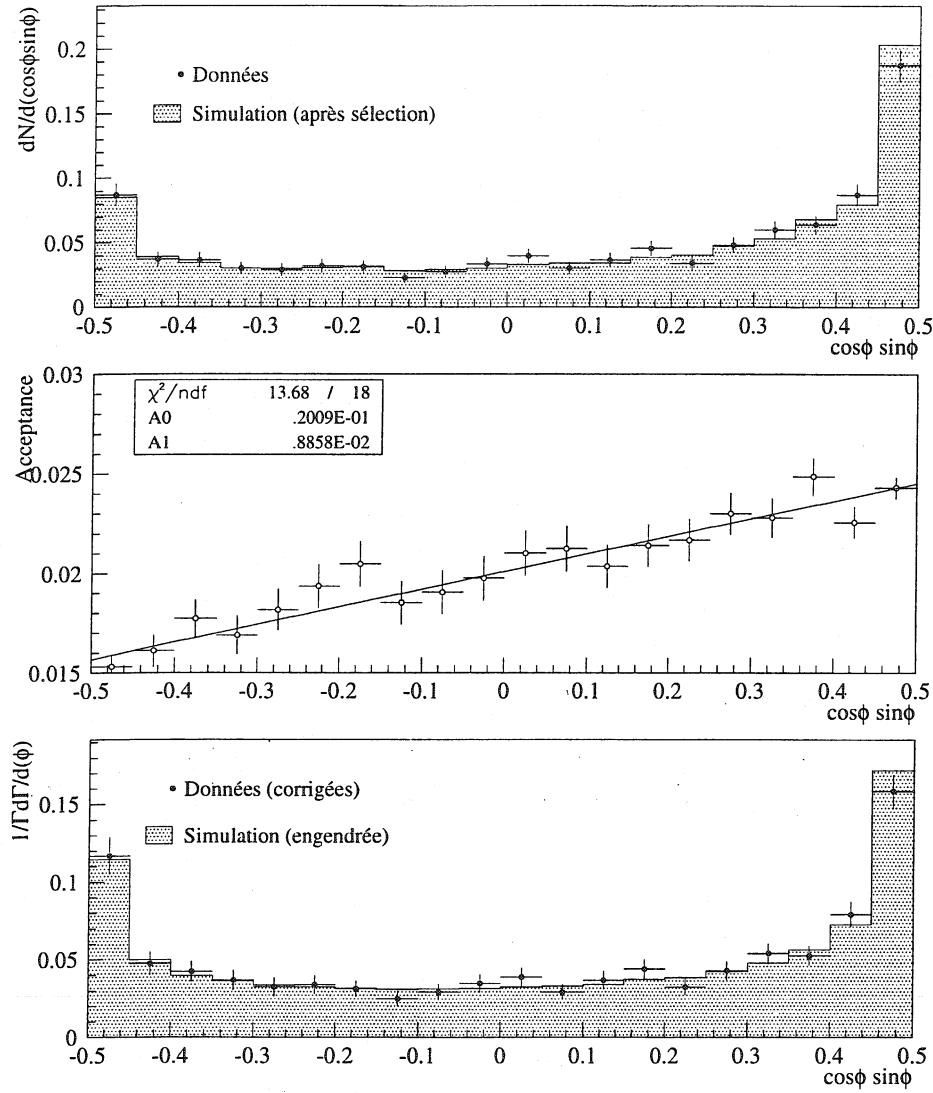 dN/d(cosϕsinϕ)
0.2
0.15
0.1
0.05
0
Données
Simulation (après sélection)
-0.5 -0.4 -0.3 -0.2 -0.1 0 0.1 0.2 0.3 0.4 0.5
cosϕ sinϕ
Acceptance
0.03
0.025
0.02
0.015
χ²/ndf 13.68 / 18
A0 .2009E-01
A1 .8858E-02
-0.5 -0.4 -0.3 -0.2 -0.1 0 0.1 0.2 0.3 0.4 0.5
cosϕ sinϕ
1/ΓdΓ/d(ϕ)
0.15
0.1
0.05
0
Données (corrigées)
Simulation (engendrée)
-0.5 -0.4 -0.3 -0.2 -0.1 0 0.1 0.2 0.3 0.4 0.5
cosϕ sinϕ